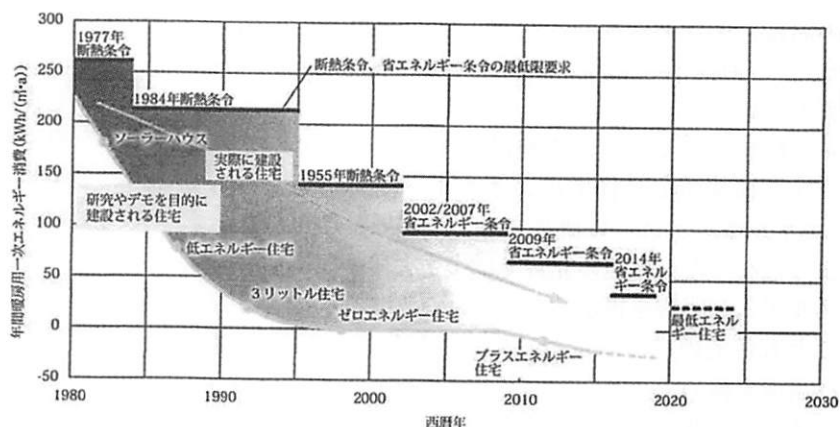 年間暖房用一次エネルギー消費(kWh/(㎡・a))
300
250
200
150
100
50
0
-50
1977年
断熱条令
断熱条令、省エネルギー条令の最低限要求
1984年断熱条令
ソーラーハウス
実際に建設
される住宅
1955年断熱条令
研究やデモを目的に
建設される住宅
2002/2007年
省エネルギー条令
低エネルギー住宅
2009年
省エネルギー条令
2014年
省エネル
ギー条令
3リットル住宅
ゼロエネルギー住宅
最低エネル
ギー住宅
プラスエネルギー
住宅
1980
1990
2000
2010
2020
2030
西暦年